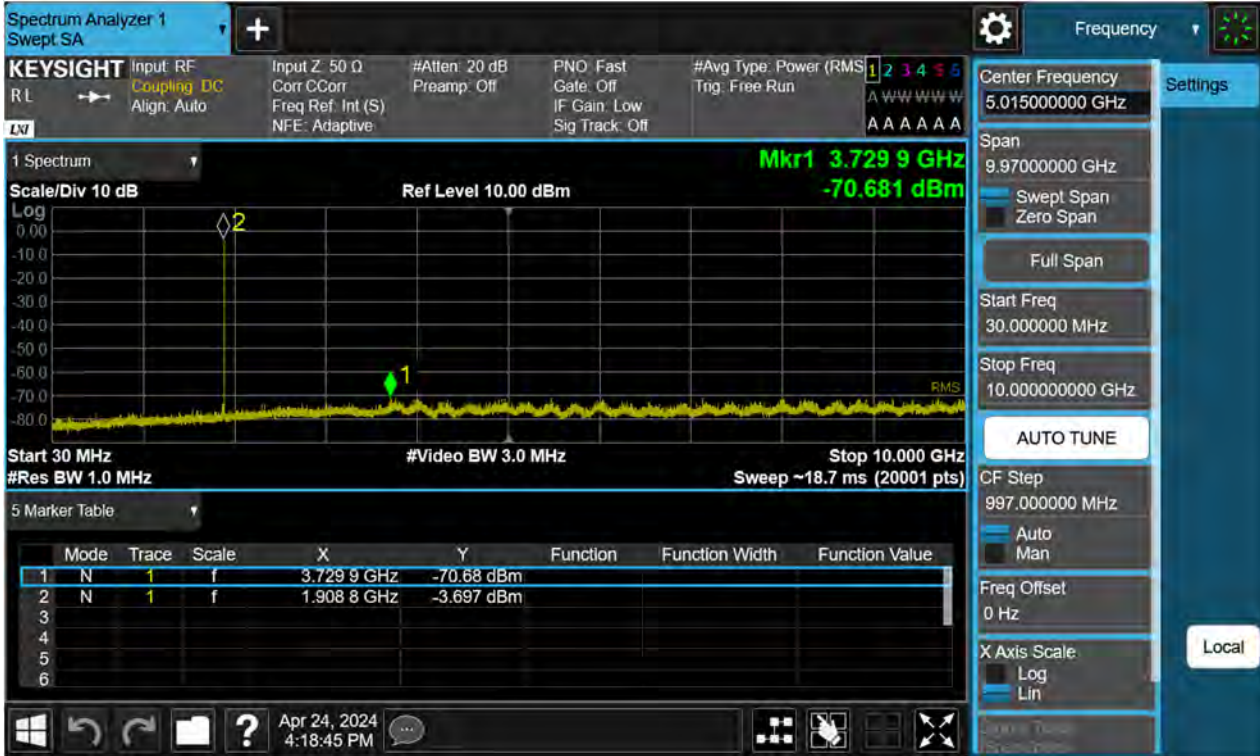 Spectrum Analyzer 1
Swept SA
+
Frequency
KEYSIGHT
RL
LXI
Input: RF
Coupling: DC
Align: Auto
Input Z: 50 Ω
Corr CCorr
Freq Ref: Int (S)
NFE: Adaptive
#Atten: 20 dB
Preamp: Off
PNO: Fast
Gate: Off
IF Gain: Low
Sig Track: Off
#Avg Type: Power (RMS
Trig: Free Run
1 2 3 4 5 6
A W W W W W
A A A A A A
1 Spectrum
Mkr1 3.729 9 GHz
Scale/Div 10 dB
Ref Level 10.00 dBm
-70.681 dBm
Log
0.00
-10.0
-20.0
-30.0
-40.0
-50.0
-60.0
-70.0
-80.0
2
1
RMS
Start 30 MHz
#Video BW 3.0 MHz
Stop 10.000 GHz
#Res BW 1.0 MHz
Sweep ~18.7 ms (20001 pts)
5 Marker Table
Mode Trace Scale X Y Function Function Width Function Value
1 N 1 f 3.729 9 GHz -70.68 dBm
2 N 1 f 1.908 8 GHz -3.697 dBm
3
4
5
6
?
Apr 24, 2024
4:18:45 PM
Center Frequency
5.015000000 GHz
Settings
Span
9.97000000 GHz
Swept Span
Zero Span
Full Span
Start Freq
30.000000 MHz
Stop Freq
10.000000000 GHz
AUTO TUNE
CF Step
997.000000 MHz
Auto
Man
Freq Offset
0 Hz
X Axis Scale
Log
Lin
Local